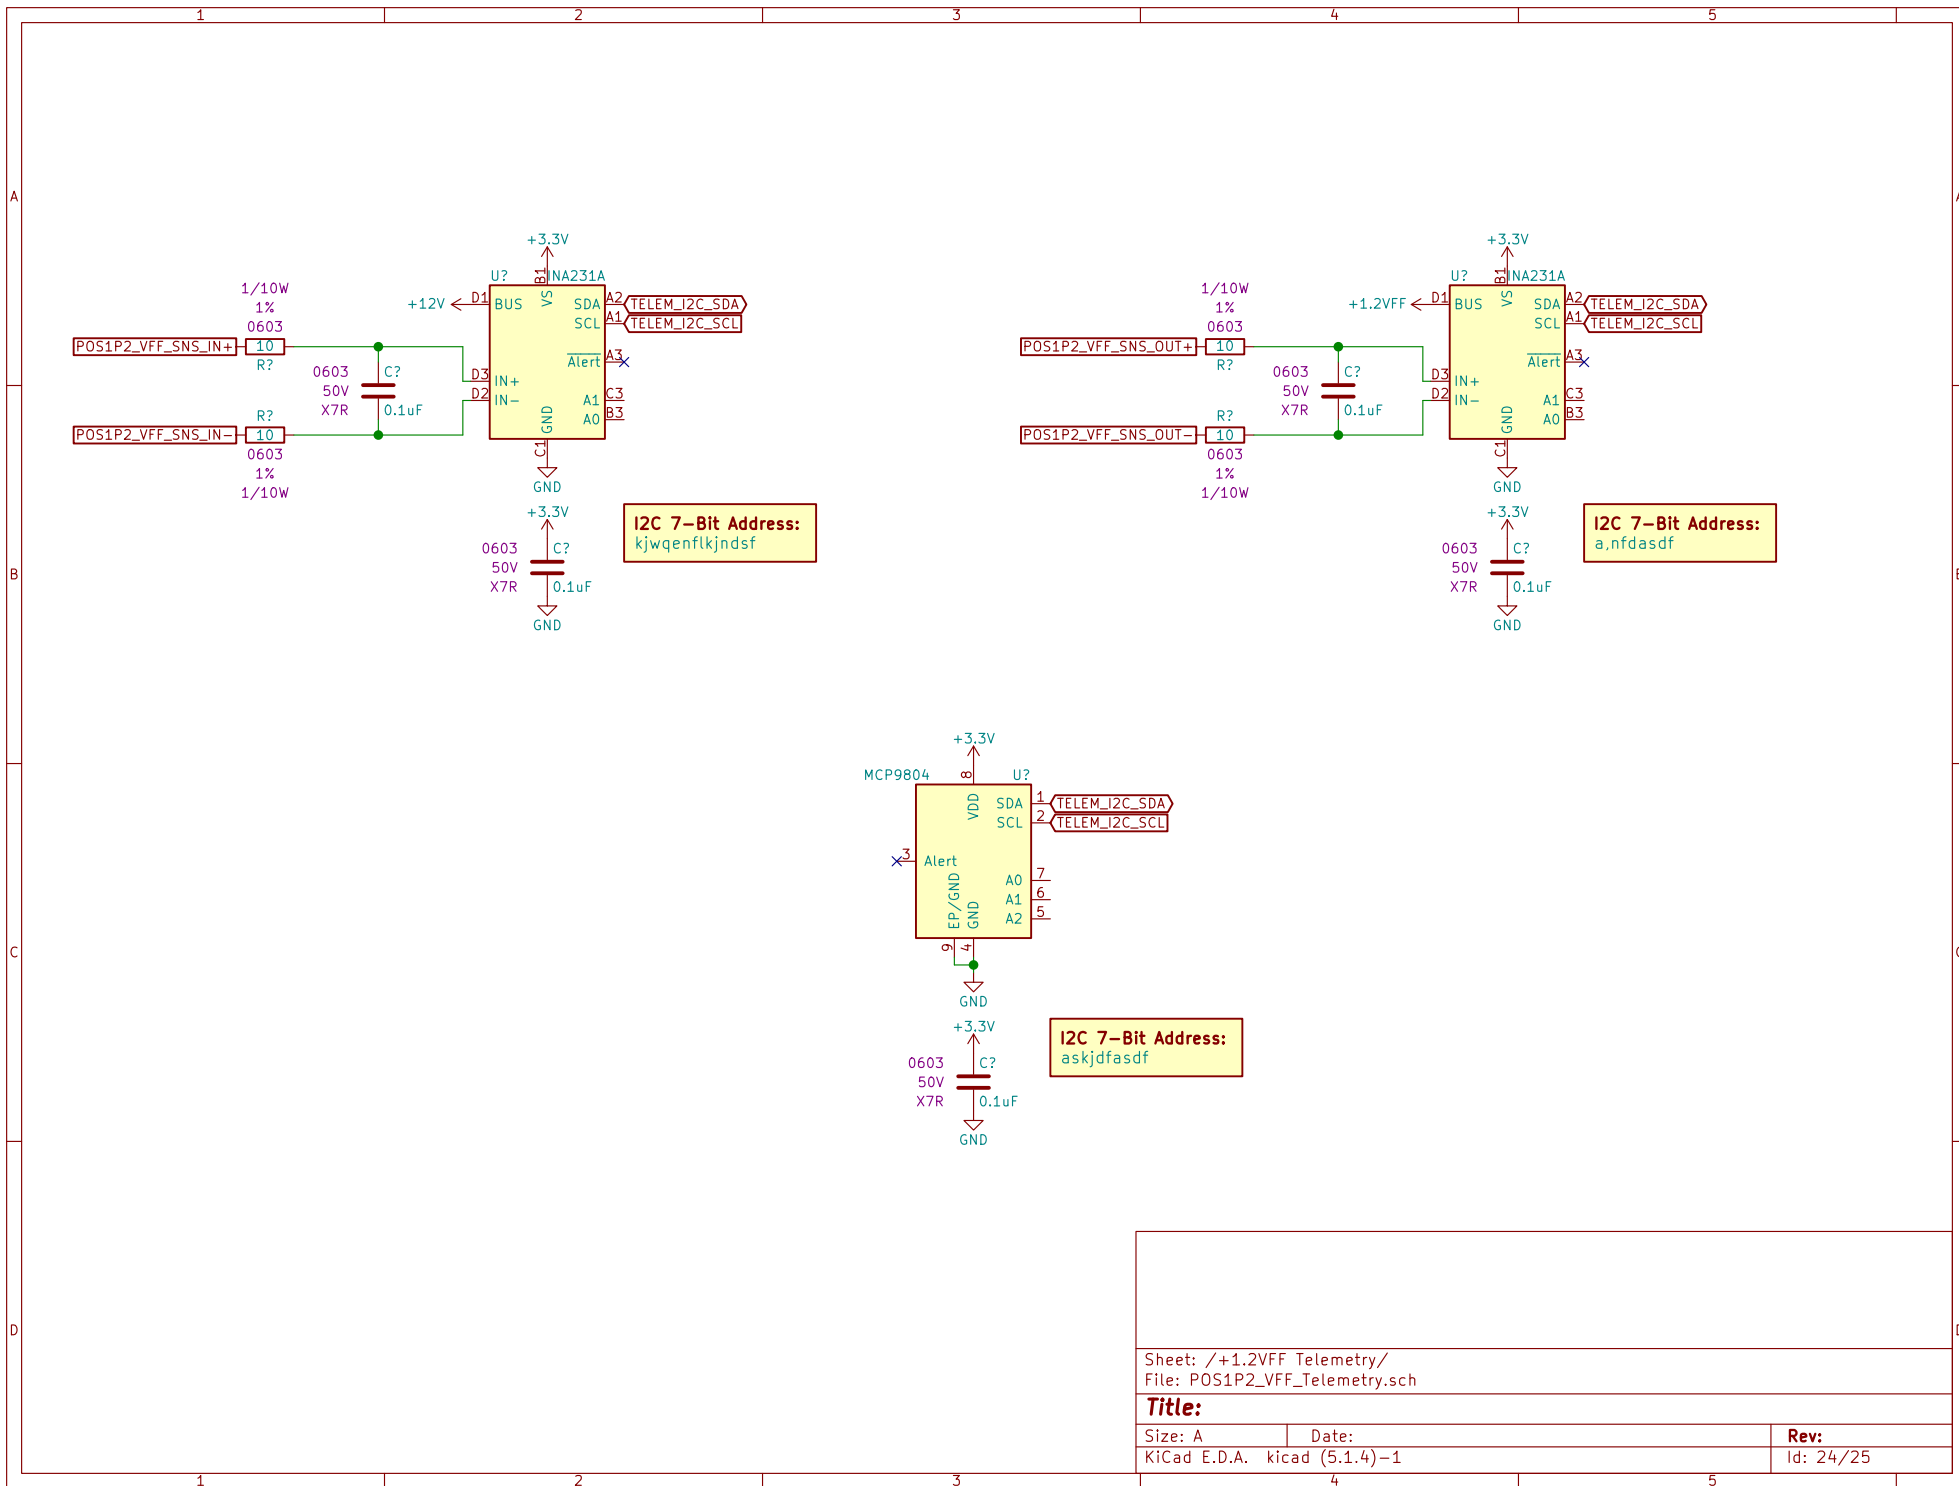 1 2 3 4 5
A
B
C
D
+3.3V
U? INA231A
B1
VS
+12V D1 BUS SDA A2 TELEM_I2C_SDA
SCL A1 TELEM_I2C_SCL
Alert A3
D3 IN+
D2 IN-
A1 C3
A0 B3
GND
C1
GND
1/10W
1%
0603
POS1P2_VFF_SNS_IN+ 10
R?
0603 C?
50V
X7R 0.1uF
R?
POS1P2_VFF_SNS_IN- 10
0603
1%
1/10W
+3.3V
0603 C?
50V
X7R 0.1uF
GND
I2C 7-Bit Address:
kjwqenflkjndsf
+3.3V
U? INA231A
B1
VS
+1.2VFF D1 BUS SDA A2 TELEM_I2C_SDA
SCL A1 TELEM_I2C_SCL
Alert A3
D3 IN+
D2 IN-
A1 C3
A0 B3
GND
C1
GND
1/10W
1%
0603
POS1P2_VFF_SNS_OUT+ 10
R?
0603 C?
50V
X7R 0.1uF
R?
POS1P2_VFF_SNS_OUT- 10
0603
1%
1/10W
+3.3V
0603 C?
50V
X7R 0.1uF
GND
I2C 7-Bit Address:
a,nfdasdf
+3.3V
MCP9804 8 U?
VDD
SDA 1 TELEM_I2C_SDA
SCL 2 TELEM_I2C_SCL
3 Alert
A0 7
A1 6
A2 5
EP/GND GND
9 4
GND
+3.3V
0603 C?
50V
X7R 0.1uF
GND
I2C 7-Bit Address:
askjdfasdf
Sheet: /+1.2VFF Telemetry/
File: POS1P2_VFF_Telemetry.sch
Title:
Size: A Date: Rev:
KiCad E.D.A. kicad (5.1.4)-1 Id: 24/25
1 2 3 4 5